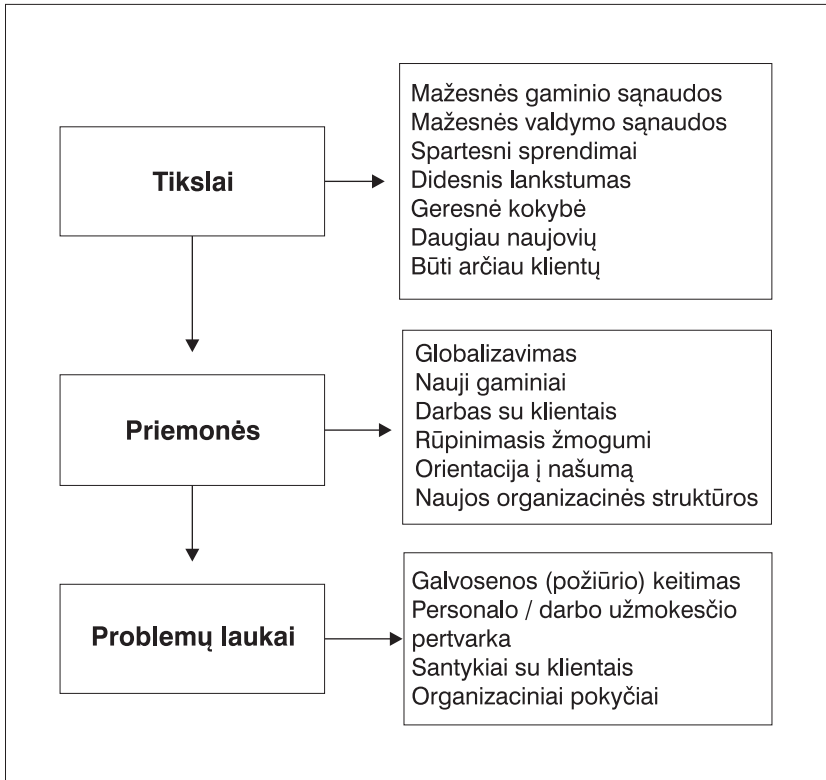 Tikslai
Mažesnės gaminio sąnaudos
Mažesnės valdymo sąnaudos
Spartesni sprendimai
Didesnis lankstumas
Geresnė kokybė
Daugiau naujovių
Būti arčiau klientų
Priemonės
Globalizavimas
Nauji gaminiai
Darbas su klientais
Rūpinimasis žmogumi
Orientacija į našumą
Naujos organizacinės struktūros
Problemų laukai
Galvosenos (požiūrio) keitimas
Personalo / darbo užmokesčio
pertvarka
Santykiai su klientais
Organizaciniai pokyčiai